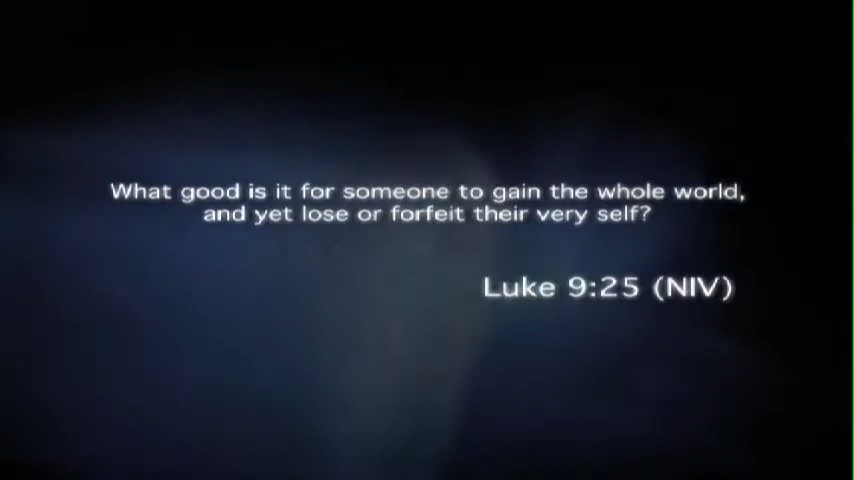 What good is it for someone to gain the whole world,
and yet lose or forfeit their very self?
Luke 9:25 (NIV)